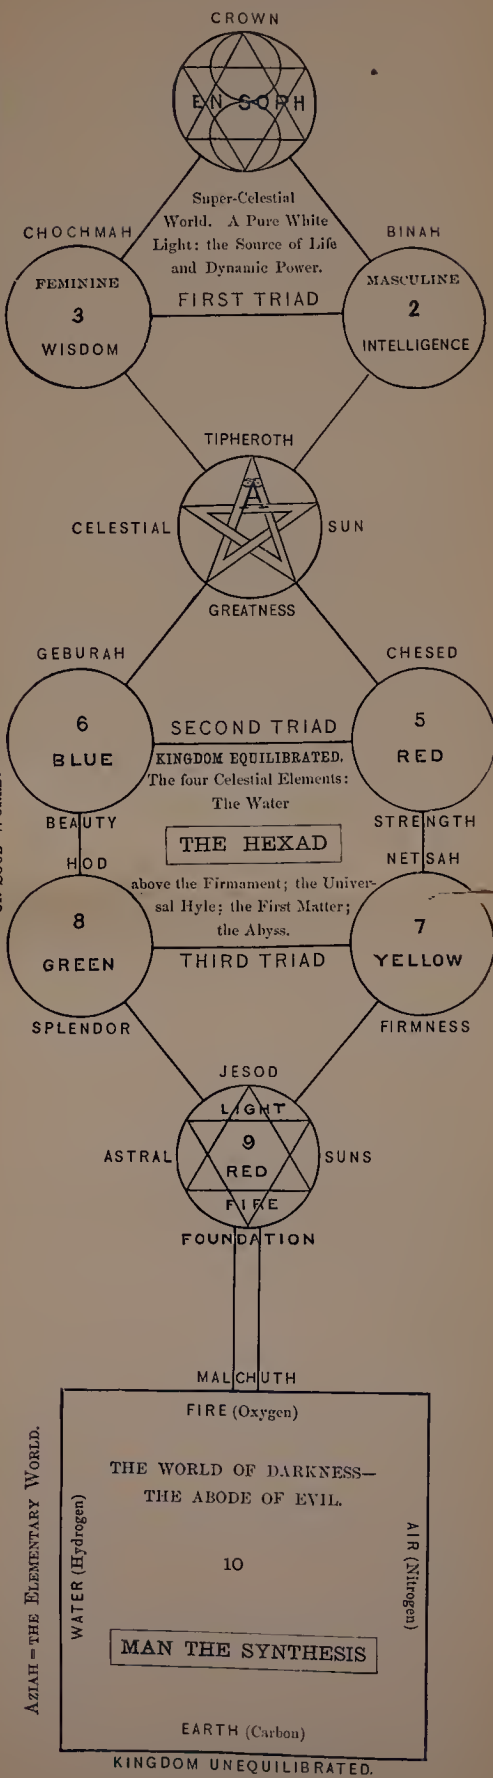 CROWN
EN SOPH
Super-Celestial
World. A Pure White
Light: the Source of Life
and Dynamic Power.
CHOCHMAH
BINAH
FEMININE
3
WISDOM
MASCULINE
2
INTELLIGENCE
FIRST TRIAD
TIPHEROTH
A
CELESTIAL
SUN
GREATNESS
GEBURAH
CHESED
6
BLUE
5
RED
SECOND TRIAD
KINGDOM EQUILIBRATED.
The four Celestial Elements:
The Water
BEAUTY
STRENGTH
THE HEXAD
HOD
NETSAH
above the Firmament; the Univer-
sal Hyle; the First Matter;
the Abyss.
8
GREEN
7
YELLOW
THIRD TRIAD
SPLENDOR
FIRMNESS
JESOD
LIGHT
9
RED
FIRE
ASTRAL
SUNS
FOUNDATION
MALCHUTH
FIRE (Oxygen)
THE WORLD OF DARKNESS—
THE ABODE OF EVIL.
10
AZIAH = THE ELEMENTARY WORLD.
WATER (Hydrogen)
AIR (Nitrogen)
MAN THE SYNTHESIS
EARTH (Carbon)
KINGDOM UNEQUILIBRATED.